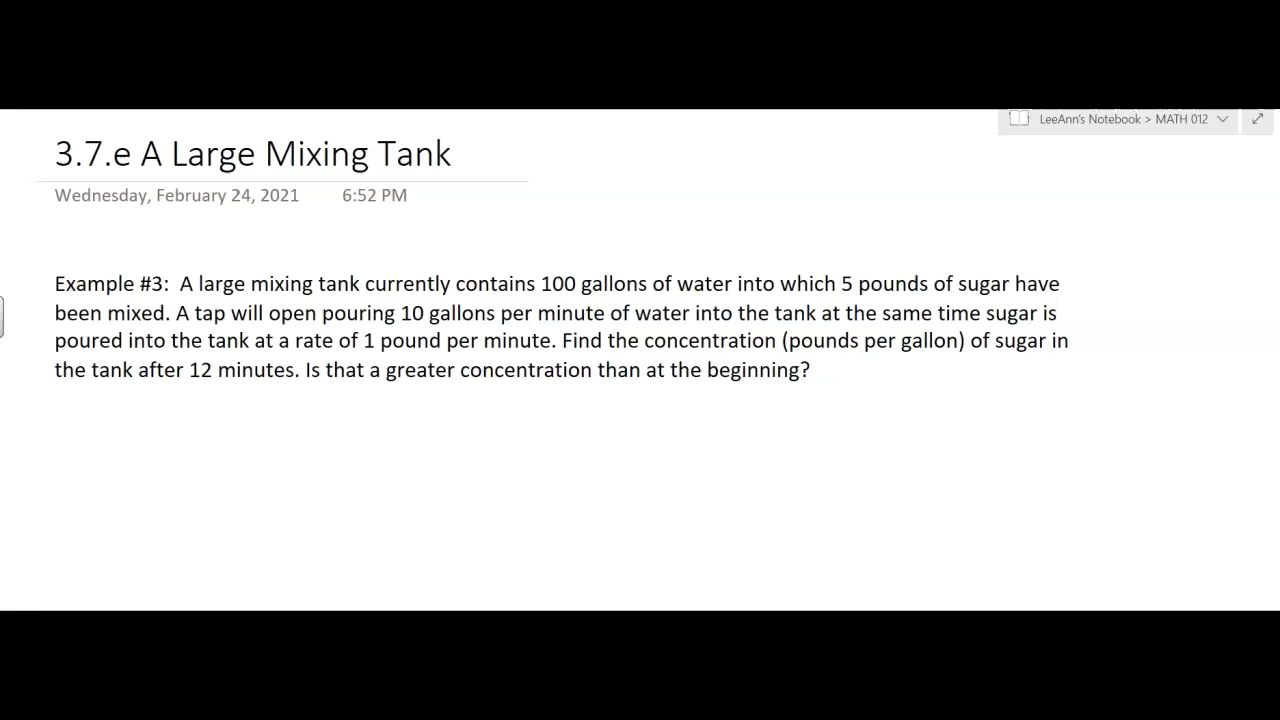 LeeAnn's Notebook > MATH 012
3.7.e A Large Mixing Tank
Wednesday, February 24, 2021 6:52 PM
Example #3: A large mixing tank currently contains 100 gallons of water into which 5 pounds of sugar have
been mixed. A tap will open pouring 10 gallons per minute of water into the tank at the same time sugar is
poured into the tank at a rate of 1 pound per minute. Find the concentration (pounds per gallon) of sugar in
the tank after 12 minutes. Is that a greater concentration than at the beginning?